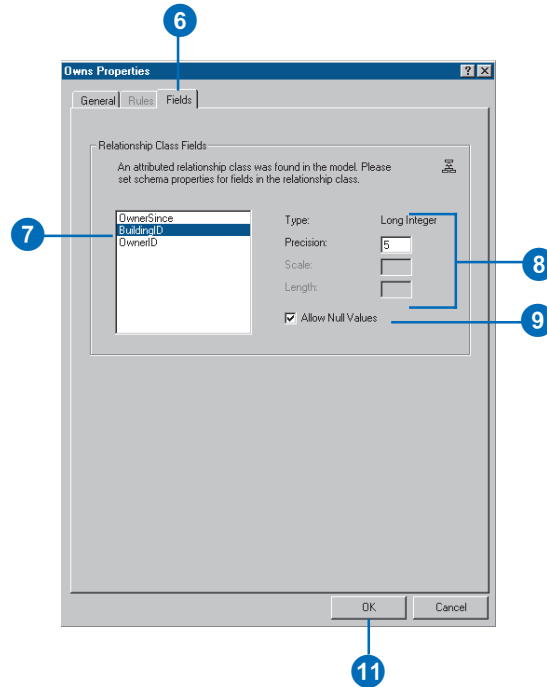 6
Owns Properties
General Rules Fields
Relationship Class Fields
An attributed relationship class was found in the model. Please
set schema properties for fields in the relationship class.
7
OwnerSince
BuildingID
OwnerID
Type: Long Integer
Precision: 5
Scale:
Length:
8
Allow Null Values
9
OK Cancel
11